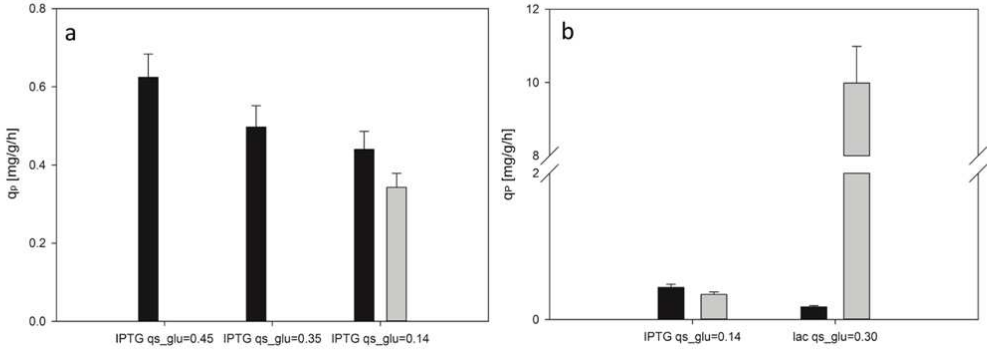 a
0.8
0.6
0.4
0.2
0.0
qₚ [mg/g/h]
IPTG qs_glu=0.45 IPTG qs_glu=0.35 IPTG qs_glu=0.14
b
12
10
8
2
0
qₚ [mg/g/h]
IPTG qs_glu=0.14 lac qs_glu=0.30